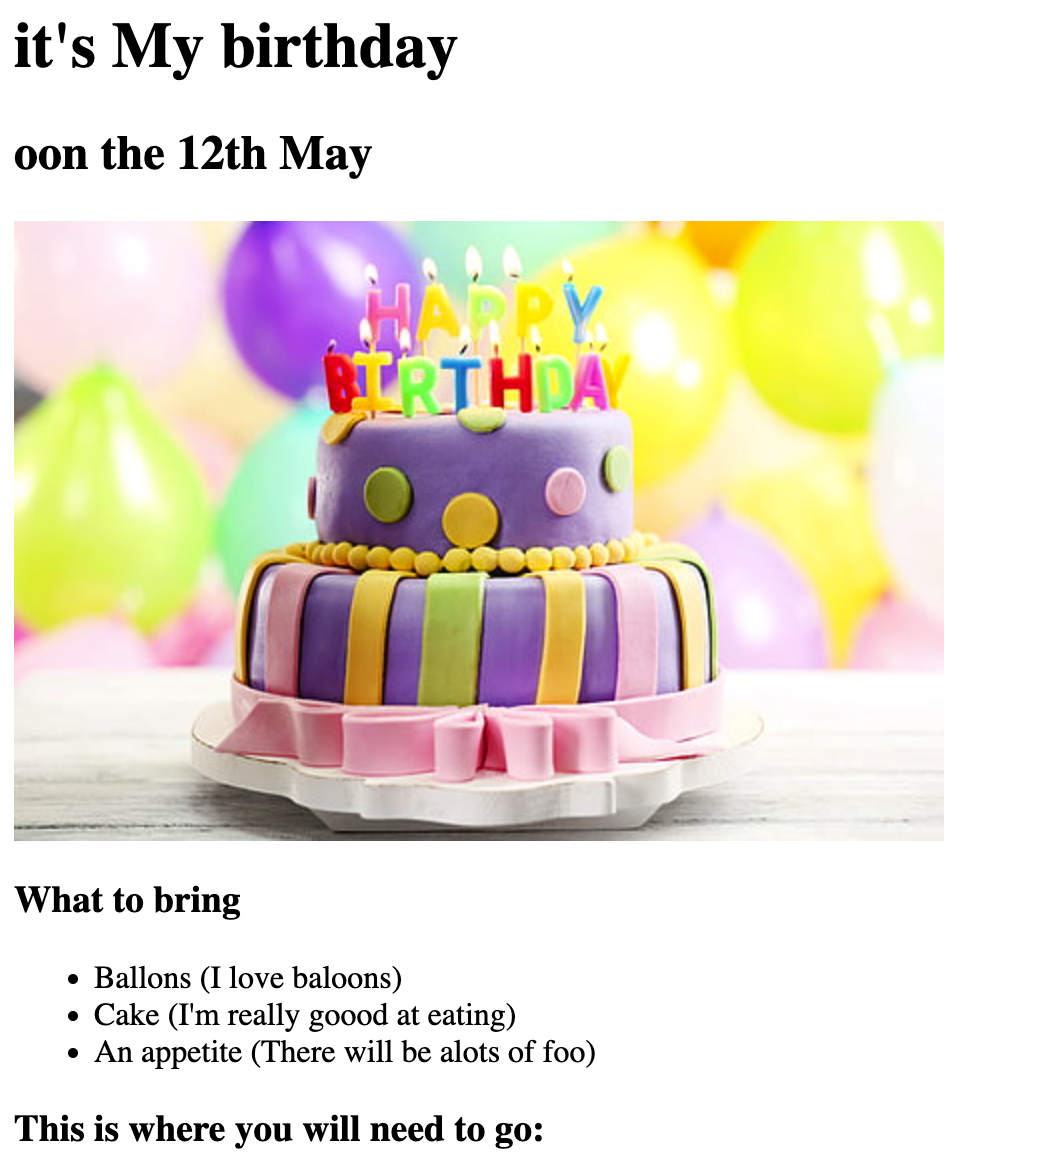 it's My birthday
oon the 12th May
HAPPY
BIRTHDAY
What to bring
Ballons (I love baloons)
Cake (I'm really goood at eating)
An appetite (There will be alots of foo)
This is where you will need to go: